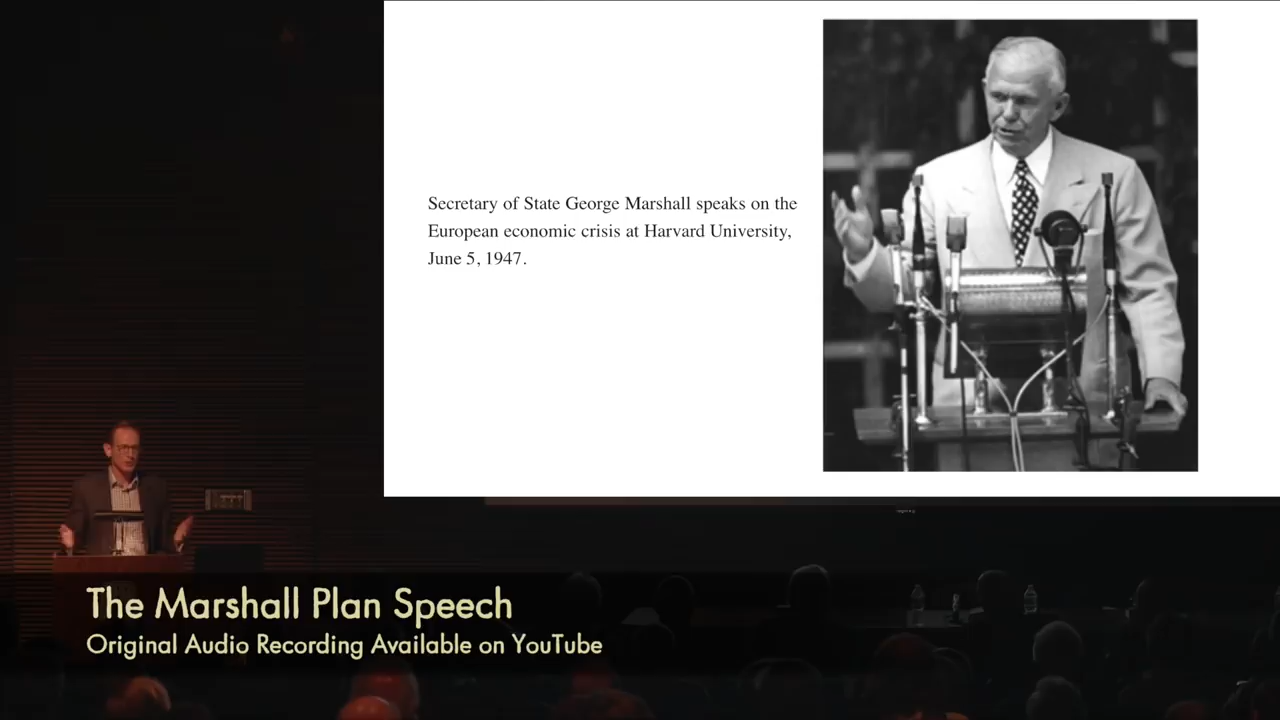 Secretary of State George Marshall speaks on the
European economic crisis at Harvard University,
June 5, 1947.
The Marshall Plan Speech
Original Audio Recording Available on YouTube